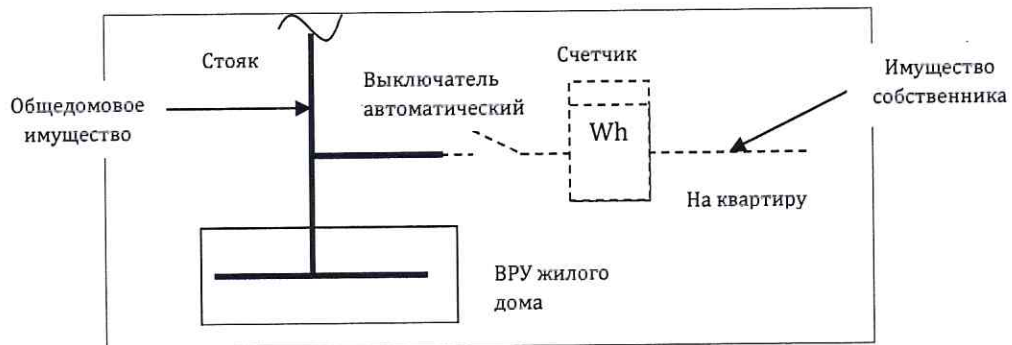 Стояк
Общедомовое
имущество
Выключатель
автоматический
Счетчик
Wh
Имущество
собственника
На квартиру
ВРУ жилого
дома